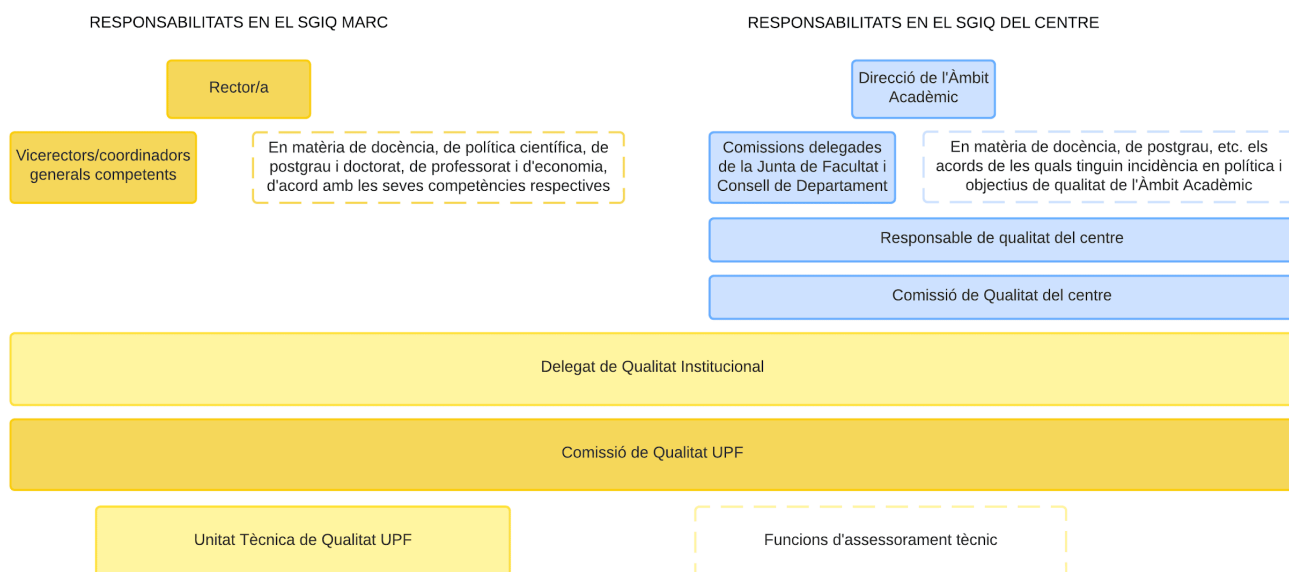 RESPONSABILITATS EN EL SGIQ MARC
RESPONSABILITATS EN EL SGIQ DEL CENTRE
Rector/a
Direcció de l'Àmbit
Acadèmic
Vicerectors/coordinadors
generals competents
En matèria de docència, de política científica, de
postgrau i doctorat, de professorat i d'economia,
d'acord amb les seves competències respectives
Comissions delegades
de la Junta de Facultat i
Consell de Departament
En matèria de docència, de postgrau, etc. els
acords de les quals tinguin incidència en política i
objectius de qualitat de l'Àmbit Acadèmic
Responsable de qualitat del centre
Comissió de Qualitat del centre
Delegat de Qualitat Institucional
Comissió de Qualitat UPF
Unitat Tècnica de Qualitat UPF
Funcions d'assessorament tècnic